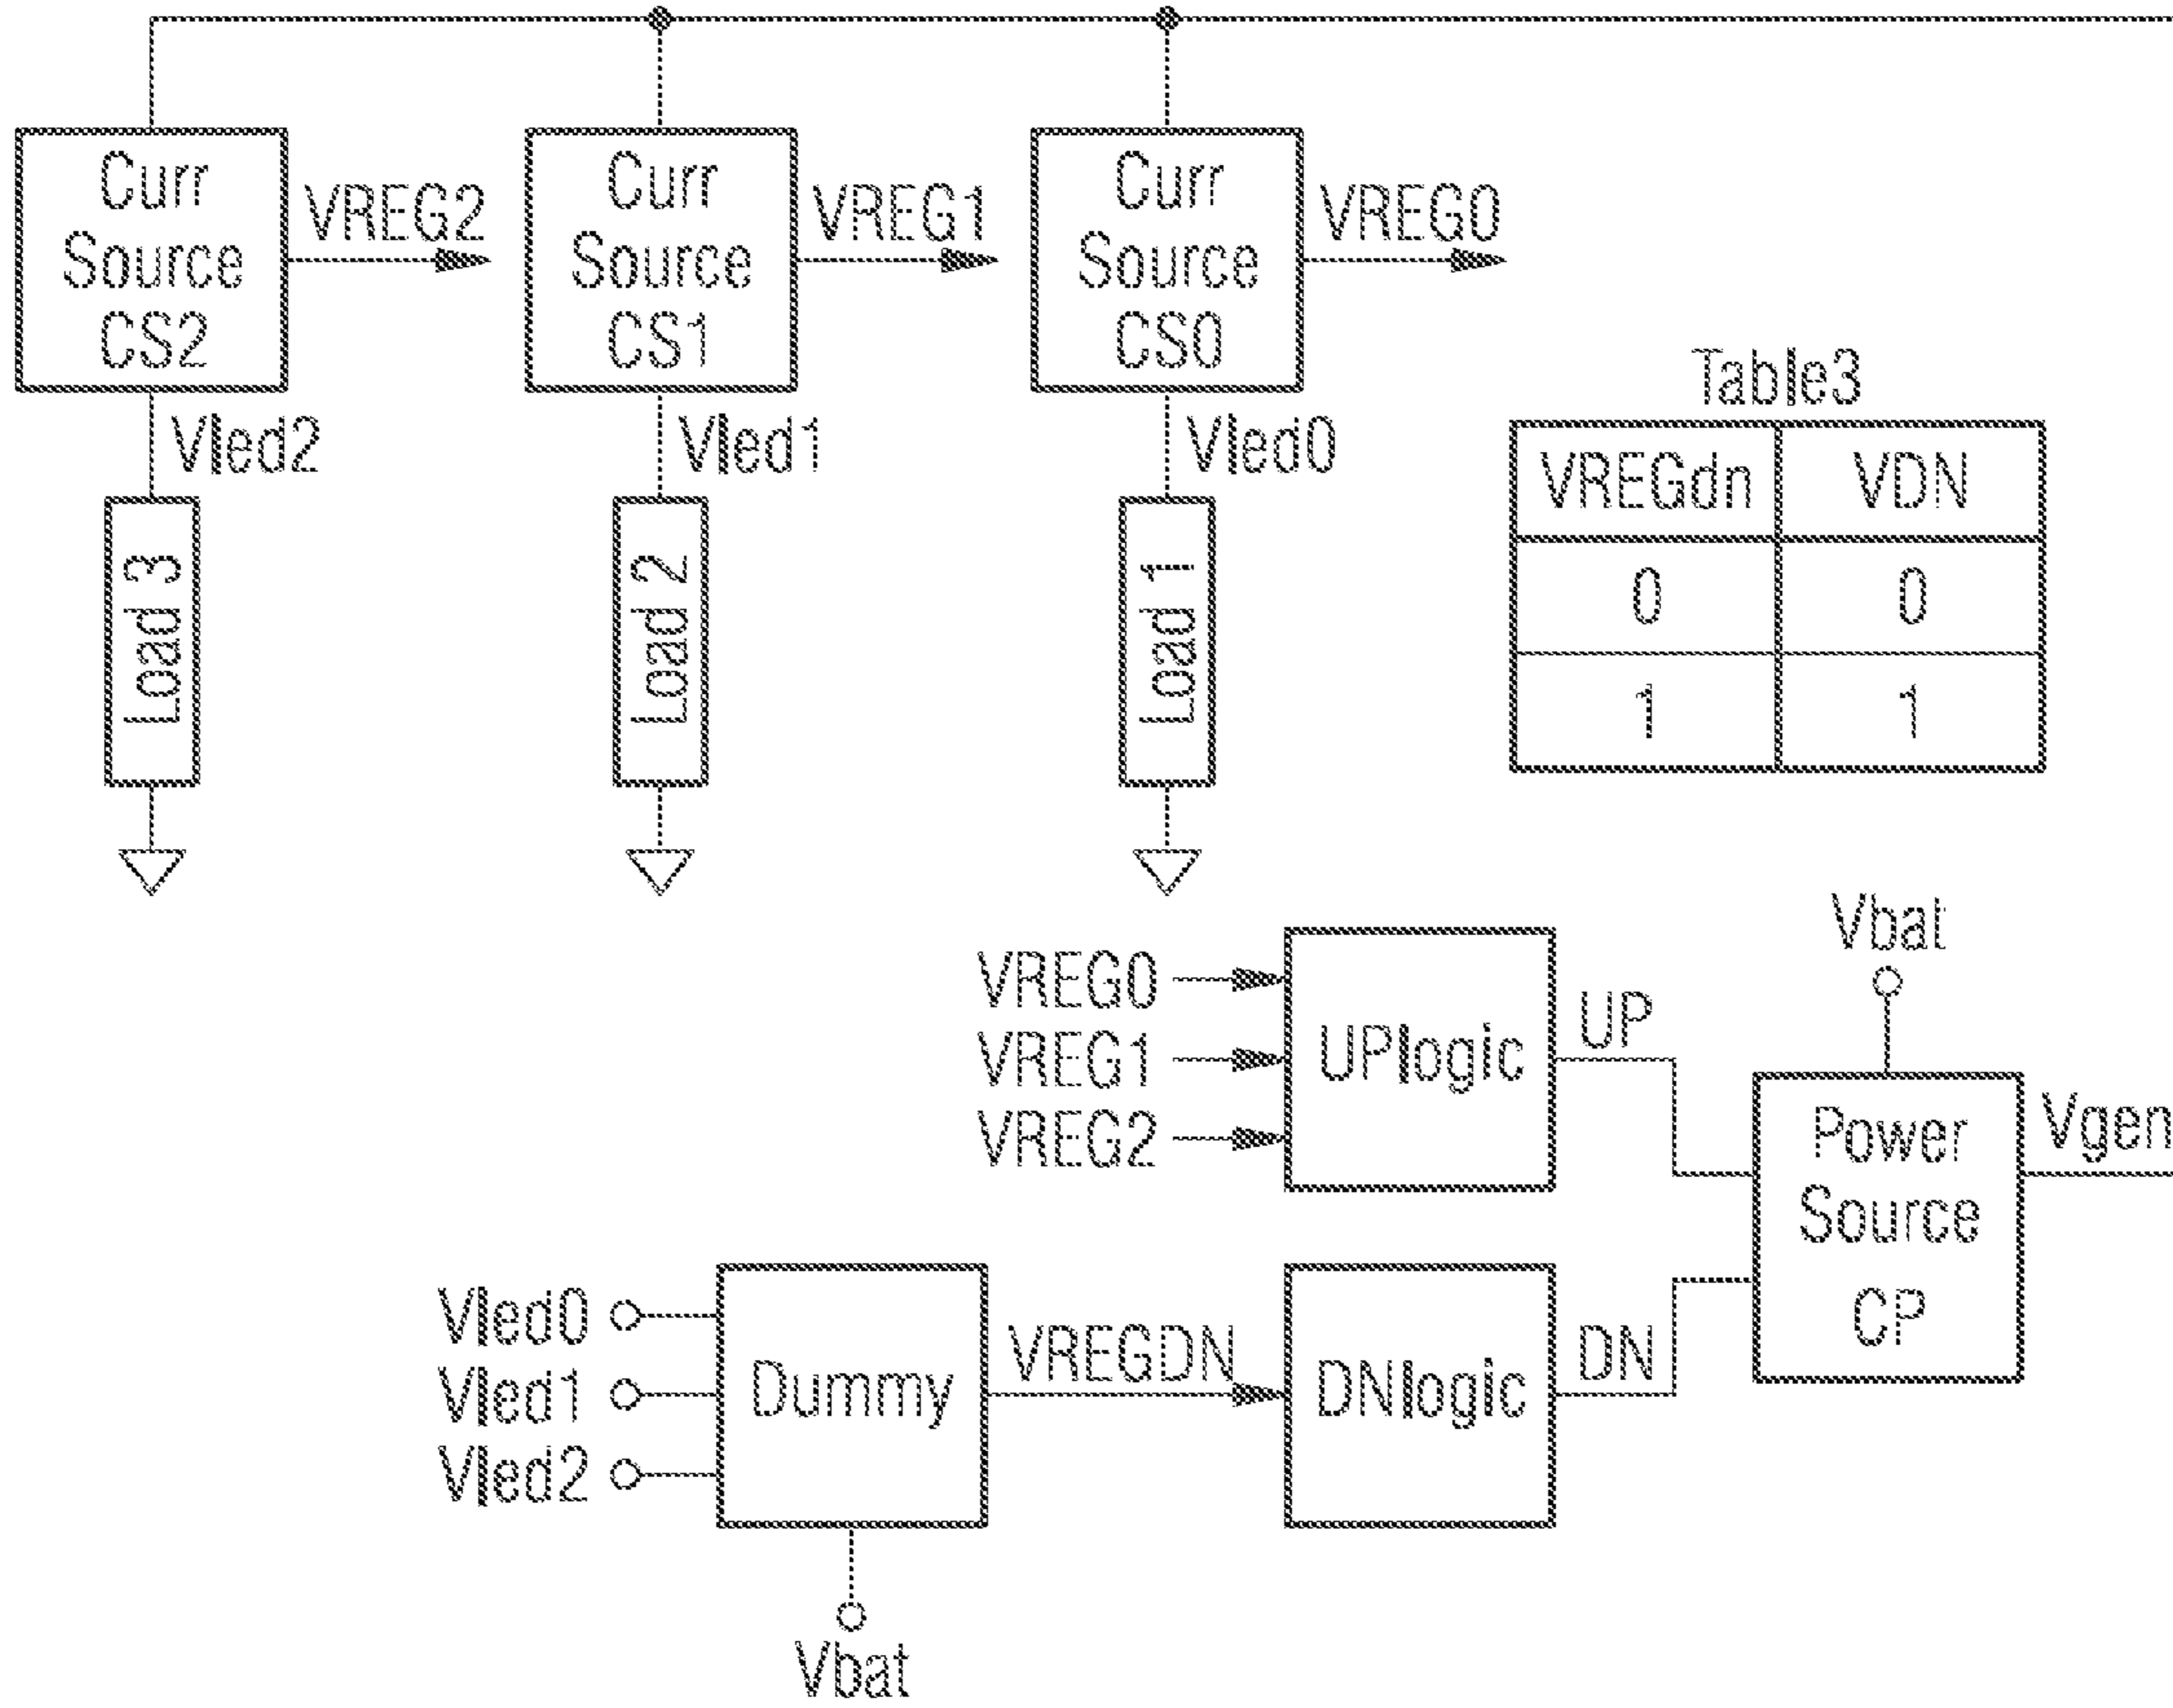 Curr
Source
CS2
VREG2
Curr
Source
CS1
VREG1
Curr
Source
CS0
VREG0
Vled2
Vled1
Vled0
Load 3
Load 2
Load 1
Table3
VREGdn VDN
0 0
1 1
VREG0
VREG1
VREG2
UPlogic
UP
Vbat
Power
Source
CP
Vgen
Vled0
Vled1
Vled2
Dummy
VREGDN
DNlogic
DN
Vbat